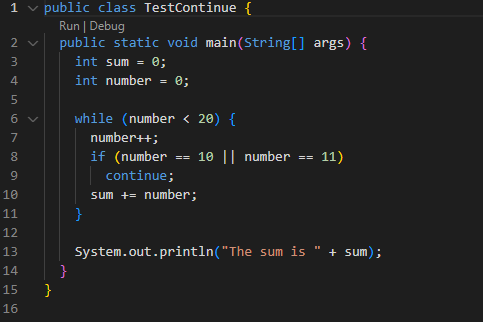 1 public class TestContinue {
Run | Debug
2 public static void main(String[] args) {
3 int sum = 0;
4 int number = 0;
5
6 while (number < 20) {
7 number++;
8 if (number == 10 || number == 11)
9 continue;
10 sum += number;
11 }
12
13 System.out.println("The sum is " + sum);
14 }
15 }
16